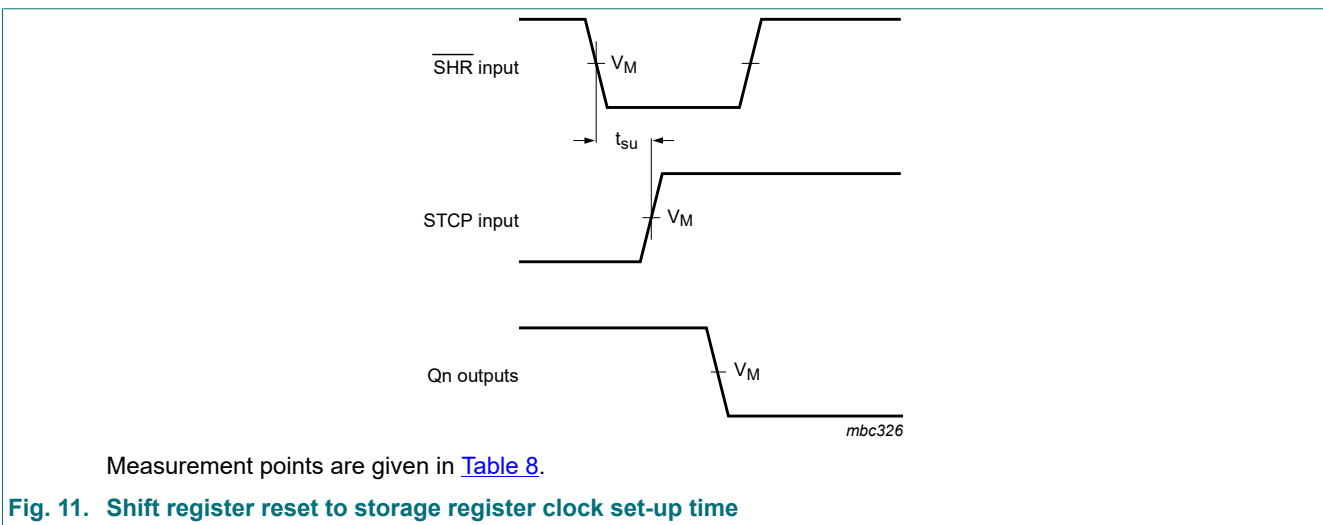 SHR input
VM
tsu
STCP input
VM
Qn outputs
VM
mbc326
Measurement points are given in Table 8.
Fig. 11. Shift register reset to storage register clock set-up time